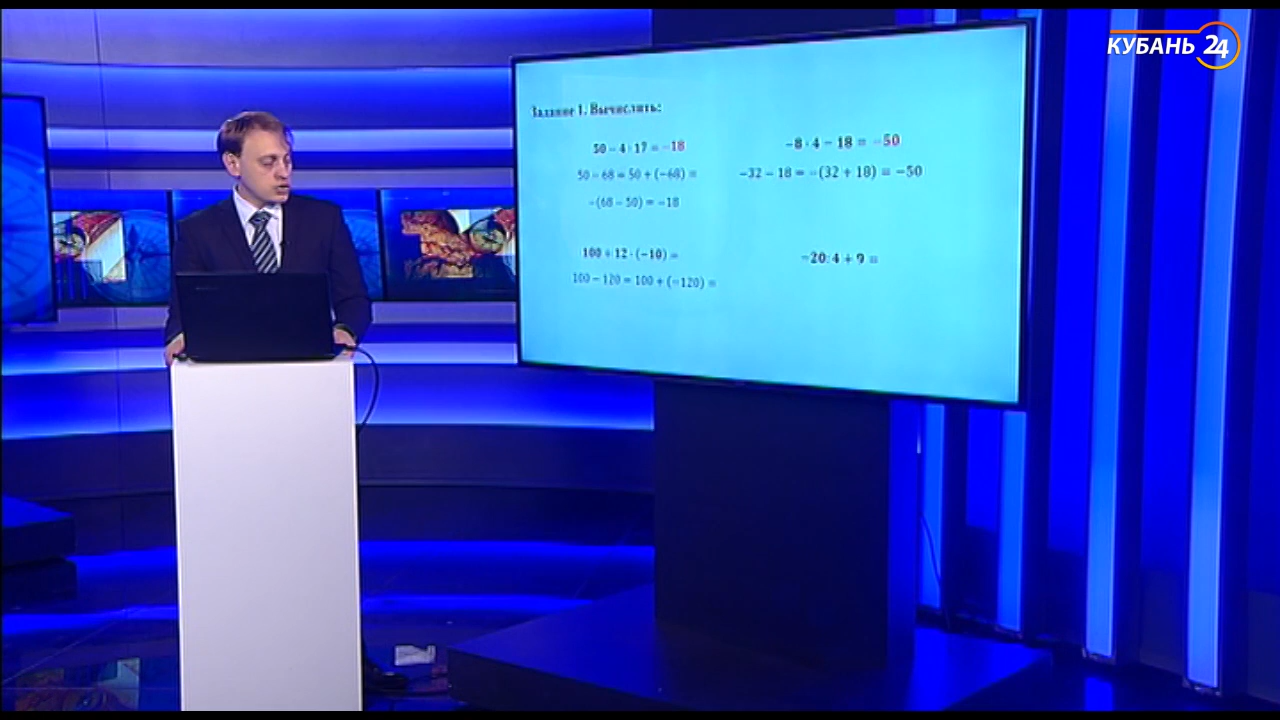 КУБАНЬ 24
Задание 1. Вычислить:
50 − 4 · 17 = −18
50 − 68 = 50 + (−68) =
−(68 − 50) = −18
−8 · 4 − 18 = −50
−32 − 18 = −(32 + 18) = −50
100 + 12 · (−10) =
100 − 120 = 100 + (−120) =
−20: 4 + 9 =